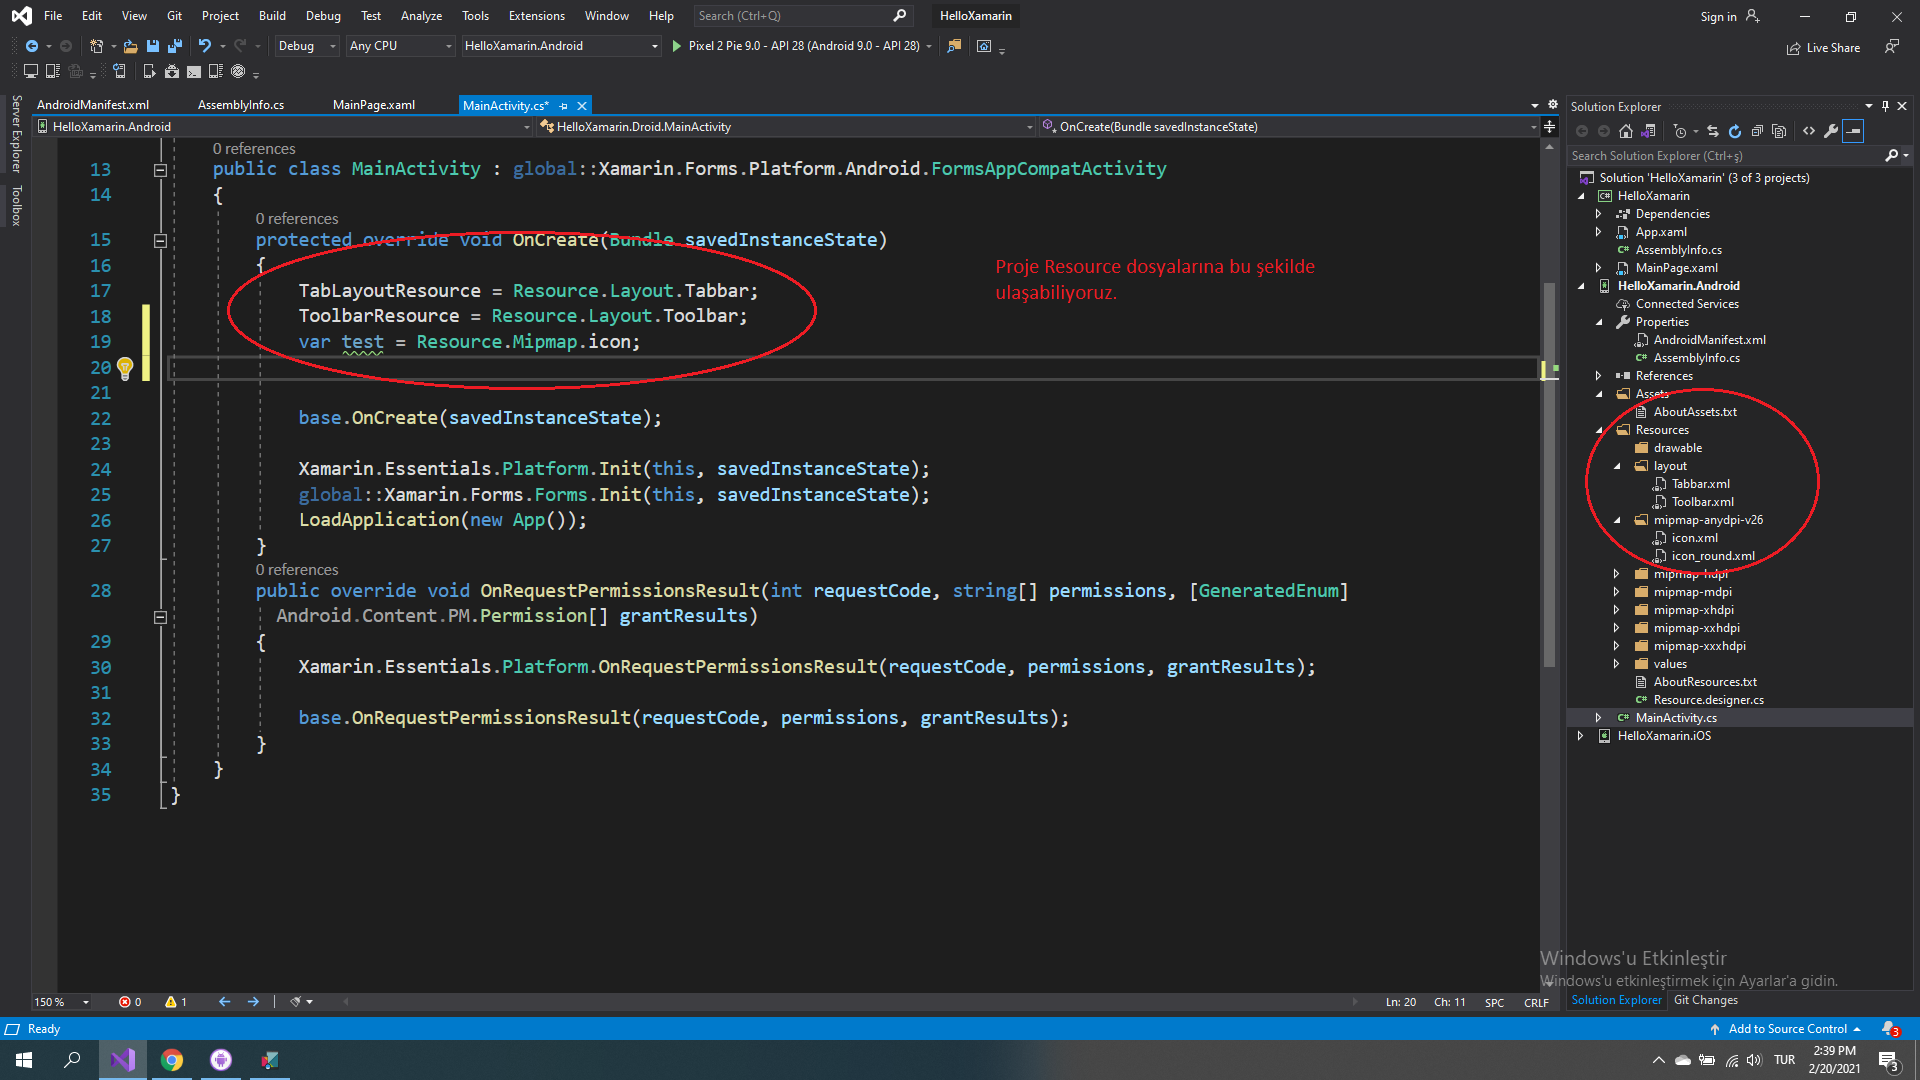 File Edit View Git Project Build Debug Test Analyze Tools Extensions Window Help Search (Ctrl+Q) HelloXamarin Sign in
Debug Any CPU HelloXamarin.Android Pixel 2 Pie 9.0 - API 28 (Android 9.0 - API 28) Live Share
Server Explorer
Toolbox
AndroidManifest.xml AssemblyInfo.cs MainPage.xaml MainActivity.cs*
HelloXamarin.Android HelloXamarin.Droid.MainActivity OnCreate(Bundle savedInstanceState)
0 references
13 public class MainActivity : global::Xamarin.Forms.Platform.Android.FormsAppCompatActivity
14 {
0 references
15 protected override void OnCreate(Bundle savedInstanceState)
16 {
17 TabLayoutResource = Resource.Layout.Tabbar;
18 ToolbarResource = Resource.Layout.Toolbar;
19 var test = Resource.Mipmap.icon;
20
21
22 base.OnCreate(savedInstanceState);
23
24 Xamarin.Essentials.Platform.Init(this, savedInstanceState);
25 global::Xamarin.Forms.Forms.Init(this, savedInstanceState);
26 LoadApplication(new App());
27 }
0 references
28 public override void OnRequestPermissionsResult(int requestCode, string[] permissions, [GeneratedEnum]
Android.Content.PM.Permission[] grantResults)
29 {
30 Xamarin.Essentials.Platform.OnRequestPermissionsResult(requestCode, permissions, grantResults);
31
32 base.OnRequestPermissionsResult(requestCode, permissions, grantResults);
33 }
34 }
35 }
Proje Resource dosyalarına bu şekilde
ulaşabiliyoruz.
Solution Explorer
Search Solution Explorer (Ctrl+ş)
Solution 'HelloXamarin' (3 of 3 projects)
HelloXamarin
Dependencies
App.xaml
AssemblyInfo.cs
MainPage.xaml
HelloXamarin.Android
Connected Services
Properties
AndroidManifest.xml
AssemblyInfo.cs
References
Assets
AboutAssets.txt
Resources
drawable
layout
Tabbar.xml
Toolbar.xml
mipmap-anydpi-v26
icon.xml
icon_round.xml
mipmap-hdpi
mipmap-mdpi
mipmap-xhdpi
mipmap-xxhdpi
mipmap-xxxhdpi
values
AboutResources.txt
Resource.designer.cs
MainActivity.cs
HelloXamarin.iOS
Windows'u Etkinleştir
Windows'u etkinleştirmek için Ayarlar'a gidin.
150 % 0 1 Ln: 20 Ch: 11 SPC CRLF
Solution Explorer Git Changes
Ready Add to Source Control 3
TUR 2:39 PM
2/20/2021 3